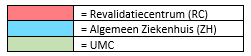 = Revalidatiecentrum (RC)
= Algemeen Ziekenhuis (ZH)
= UMC